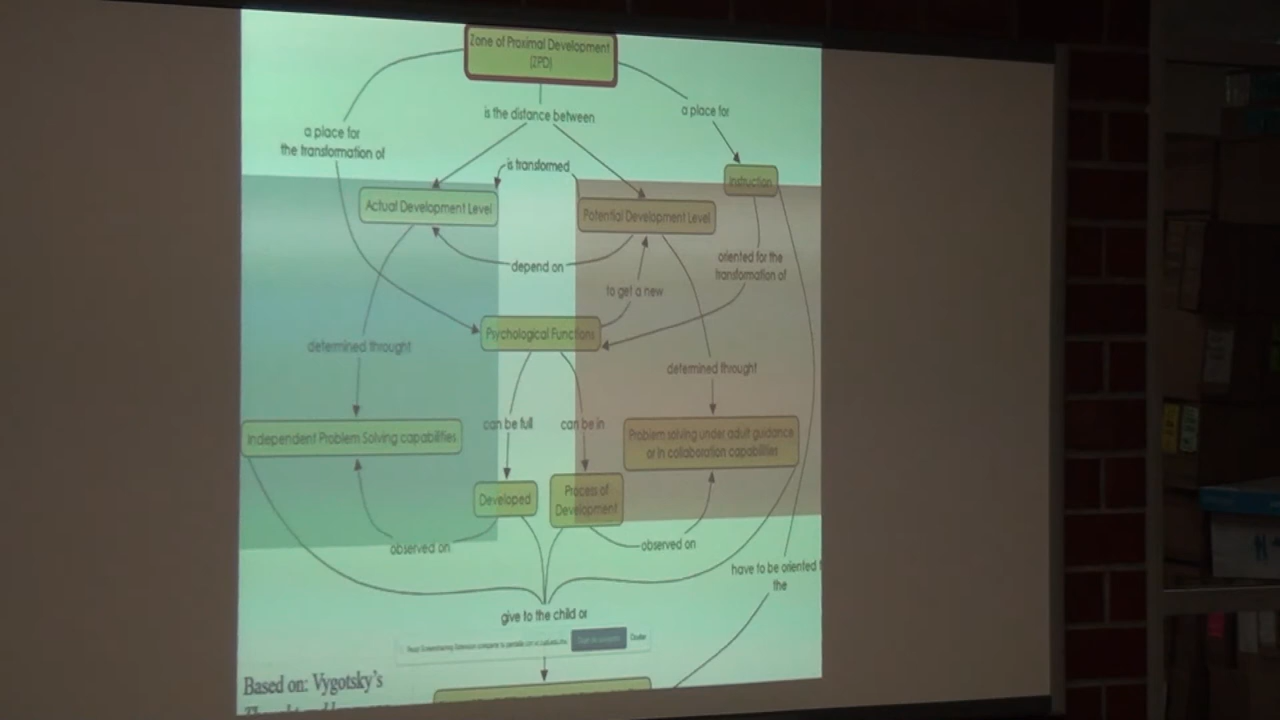 Zone of Proximal Development
(ZPD)
is the distance between
a place for
a place for
the transformation of
is transformed
Instruction
Actual Development Level
Potential Development Level
oriented for the
transformation of
depend on
to get a new
Psychological Functions
determined throught
determined throught
can be full
can be in
Independent Problem Solving capabilities
Problem solving under adult guidance
or in collaboration capabilities
Developed
Process of
Development
observed on
observed on
have to be oriented
the
give to the child or
Based on: Vygotsky's